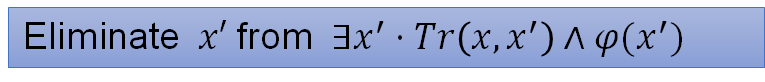 Eliminate x′ from ∃x′ · Tr(x, x′) ∧ φ(x′)